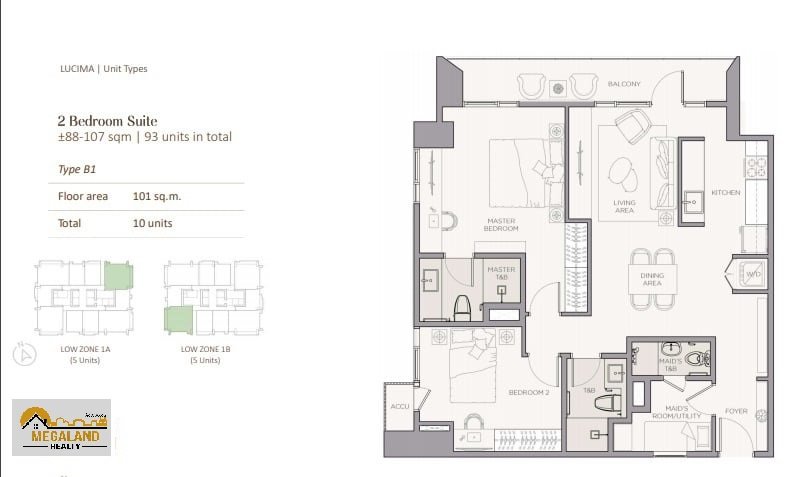 LUCIMA | Unit Types
2 Bedroom Suite
±88-107 sqm | 93 units in total
Type B1
Floor area 101 sq.m.
Total 10 units
LOW ZONE 1A
(5 Units)
LOW ZONE 1B
(5 Units)
N
MEGALAND
REALTY
BALCONY
LIVING
AREA
KITCHEN
MASTER
BEDROOM
MASTER
T&B
DINING
AREA
W/D
MAID'S
T&B
BEDROOM 2
T&B
ACCU
MAID'S
ROOM/UTILITY
FOYER